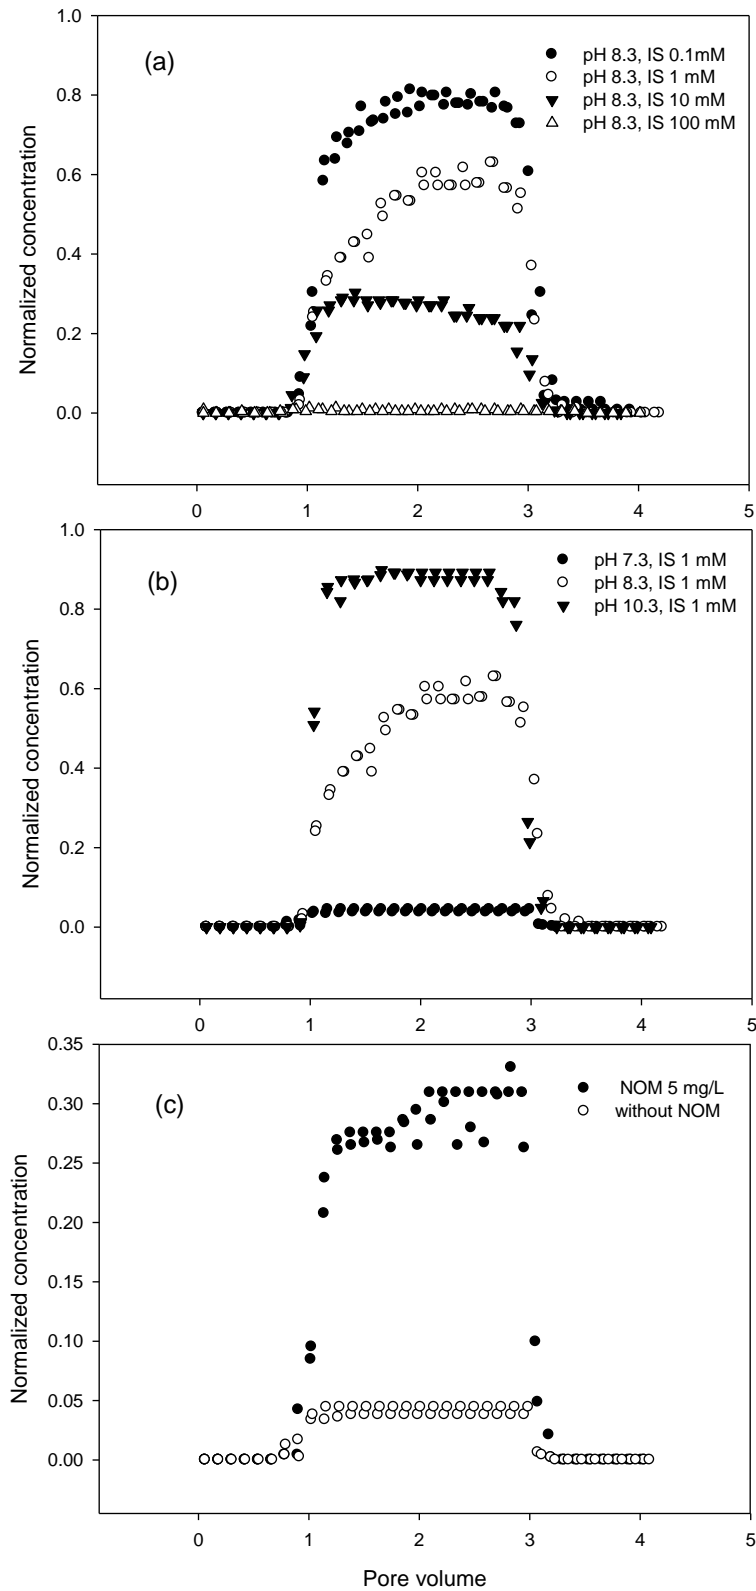 1.0
(a)
pH 8.3, IS 0.1mM
pH 8.3, IS 1 mM
pH 8.3, IS 10 mM
pH 8.3, IS 100 mM
0.8
0.6
0.4
0.2
0.0
Normalized concentration
0 1 2 3 4 5
1.0
(b)
pH 7.3, IS 1 mM
pH 8.3, IS 1 mM
pH 10.3, IS 1 mM
0.8
0.6
0.4
0.2
0.0
Normalized concentration
0 1 2 3 4 5
0.35
(c)
NOM 5 mg/L
without NOM
0.30
0.25
0.20
0.15
0.10
0.05
0.00
Normalized concentration
0 1 2 3 4 5
Pore volume